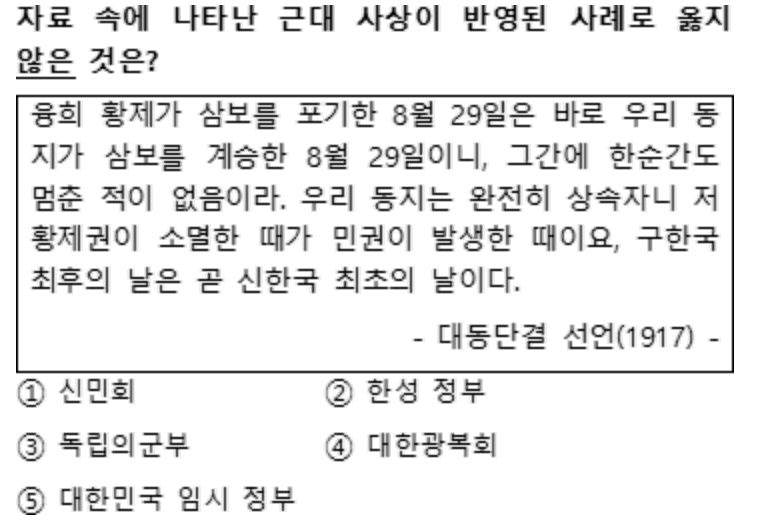 자료 속에 나타난 근대 사상이 반영된 사례로 옳지
않은 것은?
융희 황제가 삼보를 포기한 8월 29일은 바로 우리 동
지가 삼보를 계승한 8월 29일이니, 그간에 한순간도
멈춘 적이 없음이라. 우리 동지는 완전히 상속자니 저
황제권이 소멸한 때가 민권이 발생한 때이요, 구한국
최후의 날은 곧 신한국 최초의 날이다.
- 대동단결 선언(1917) -
① 신민회 ② 한성 정부
③ 독립의군부 ④ 대한광복회
⑤ 대한민국 임시 정부